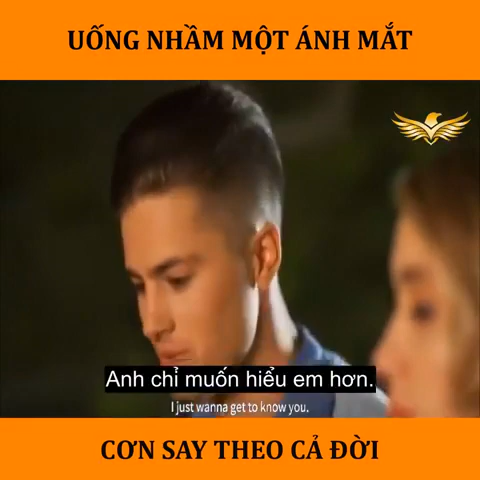 UỐNG NHẦM MỘT ÁNH MẮT
Anh chỉ muốn hiểu em hơn.
I just wanna get to know you.
CƠN SAY THEO CẢ ĐỜI